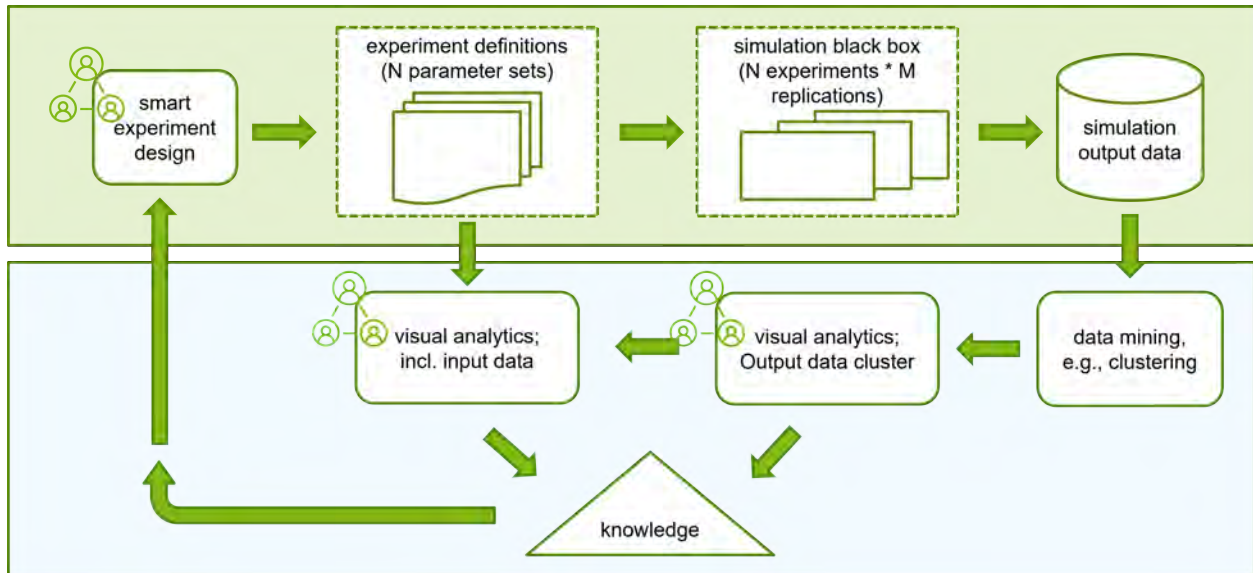 smart
experiment
design
experiment definitions
(N parameter sets)
simulation black box
(N experiments * M
replications)
simulation
output data
visual analytics;
incl. input data
visual analytics;
Output data cluster
data mining,
e.g., clustering
knowledge